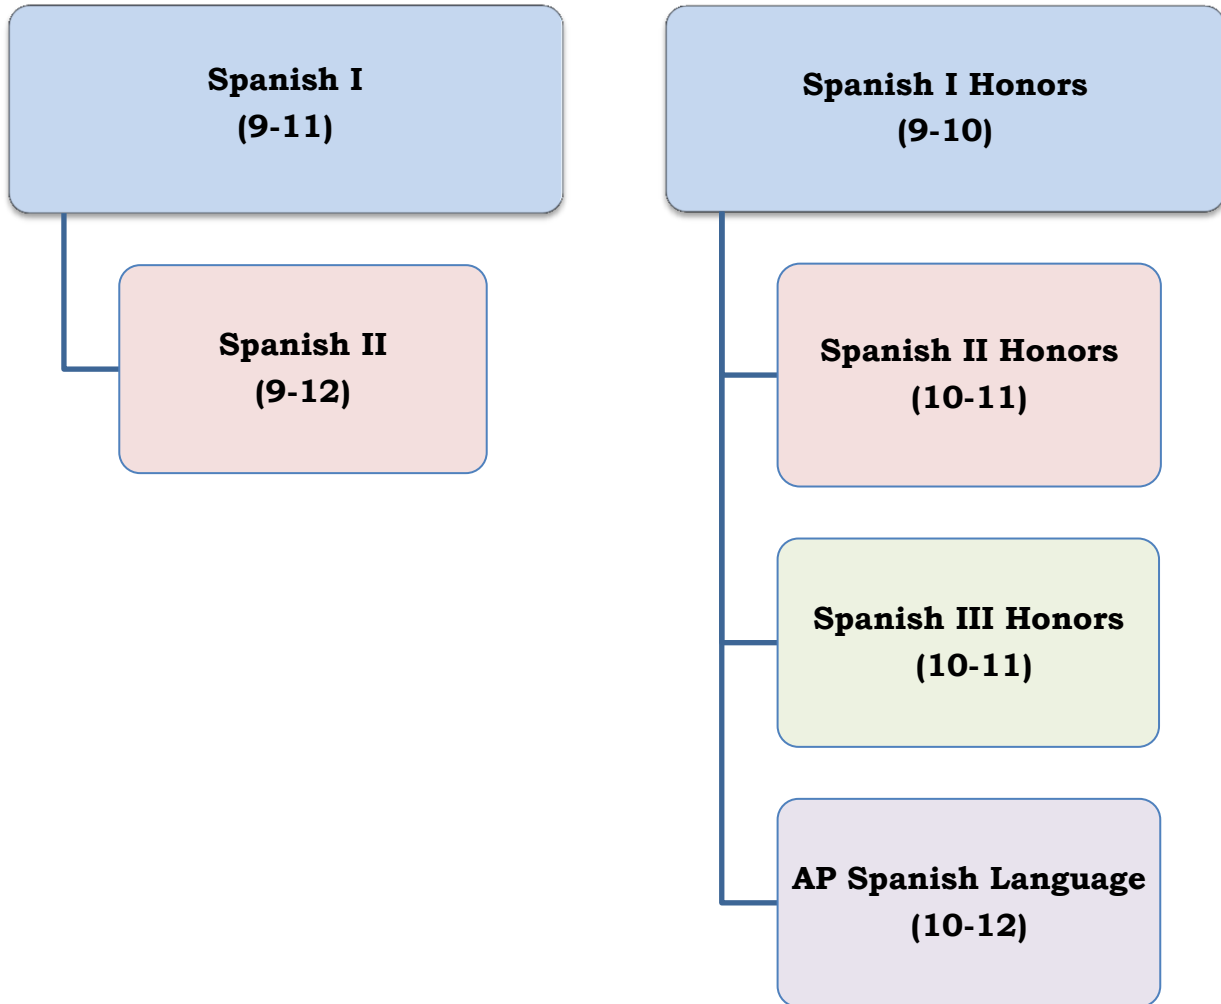 Spanish I
(9-11)
Spanish II
(9-12)
Spanish I Honors
(9-10)
Spanish II Honors
(10-11)
Spanish III Honors
(10-11)
AP Spanish Language
(10-12)